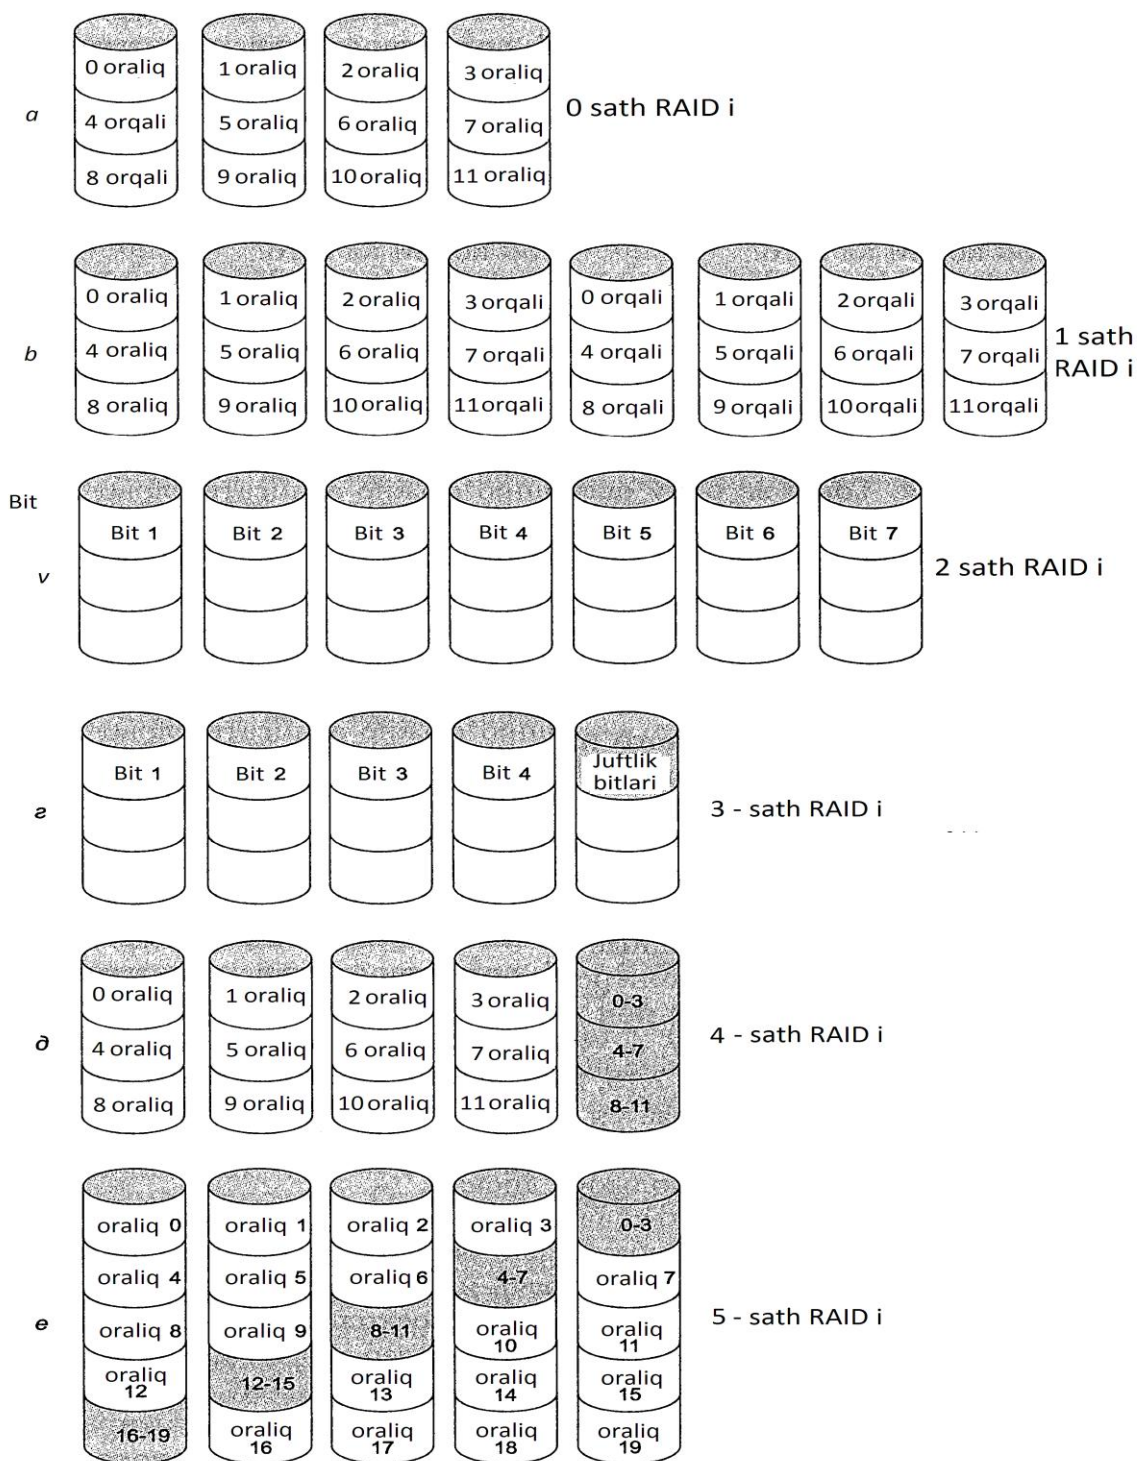 0 oraliq 1 oraliq 2 oraliq 3 oraliq
a 4 orqali 5 oraliq 6 oraliq 7 oraliq 0 sath RAID i
8 orqali 9 oraliq 10 oraliq 11 oraliq
0 oraliq 1 oraliq 2 oraliq 3 orqali 0 orqali 1 orqali 2 orqali 3 orqali
b 4 oraliq 5 oraliq 6 oraliq 7 orqali 4 orqali 5 orqali 6 orqali 7 orqali 1 sath
RAID i
8 oraliq 9 oraliq 10 oraliq 11 orqali 8 orqali 9 orqali 10 orqali 11 orqali
Bit
Bit 1 Bit 2 Bit 3 Bit 4 Bit 5 Bit 6 Bit 7
v 2 sath RAID i
Bit 1 Bit 2 Bit 3 Bit 4 Juftlik
bitlari
г 3 - sath RAID i
0 oraliq 1 oraliq 2 oraliq 3 oraliq 0-3
д 4 oraliq 5 oraliq 6 oraliq 7 oraliq 4-7 4 - sath RAID i
8 oraliq 9 oraliq 10 oraliq 11 oraliq 8-11
oraliq 0 oraliq 1 oraliq 2 oraliq 3 0-3
oraliq 4 oraliq 5 oraliq 6 4-7 oraliq 7
е oraliq 8 oraliq 9 8-11 oraliq 10 oraliq 11 5 - sath RAID i
oraliq 12 12-15 oraliq 13 oraliq 14 oraliq 15
16-19 oraliq 16 oraliq 17 oraliq 18 oraliq 19